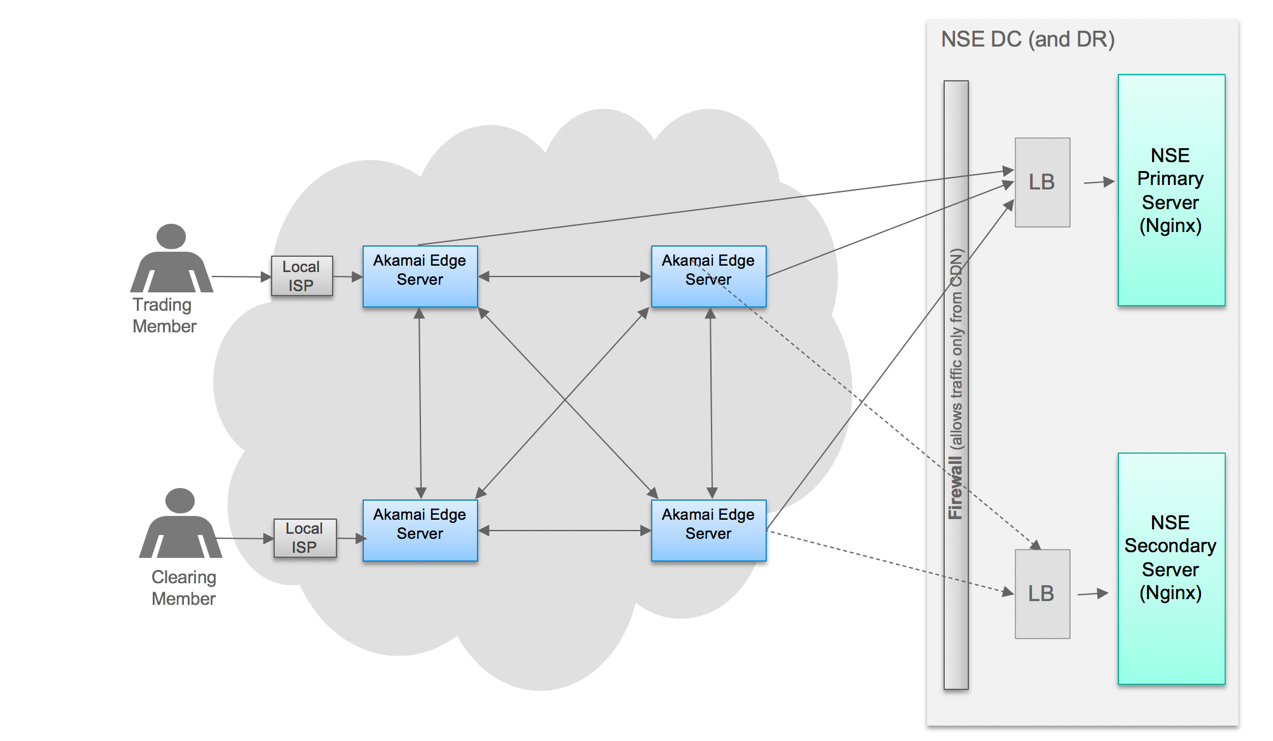 NSE DC (and DR)
NSE
Primary
Server
(Nginx)
LB
Akamai Edge
Server
Akamai Edge
Server
Local
ISP
Trading
Member
Firewall (allows traffic only from CDN)
Akamai Edge
Server
Akamai Edge
Server
Local
ISP
Clearing
Member
LB
NSE
Secondary
Server
(Nginx)